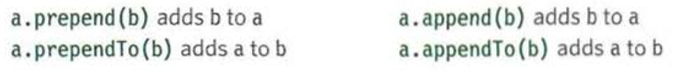 a.prepend(b) adds b to a
a.prependTo(b) adds a to b
a.append(b) adds b to a
a.appendTo(b) adds a to b